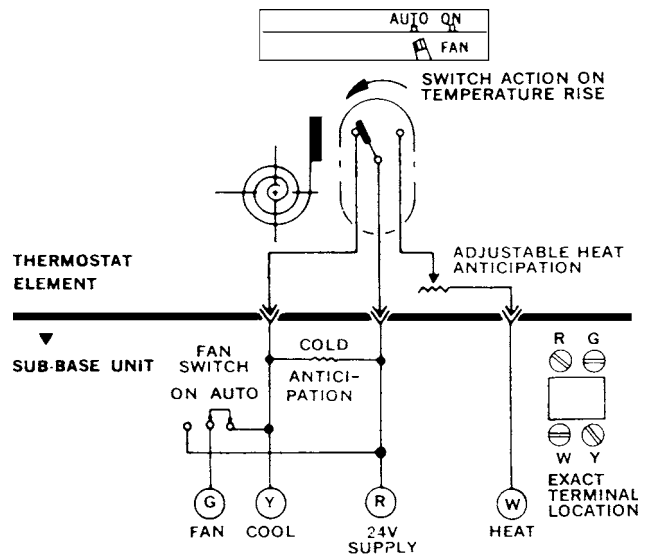 AUTO ON
FAN
SWITCH ACTION ON
TEMPERATURE RISE
THERMOSTAT
ELEMENT
ADJUSTABLE HEAT
ANTICIPATION
SUB-BASE UNIT
FAN
SWITCH
ON AUTO
COLD
ANTICI-
PATION
R G
W Y
EXACT
TERMINAL
LOCATION
G
FAN
Y
COOL
R
24V
SUPPLY
W
HEAT